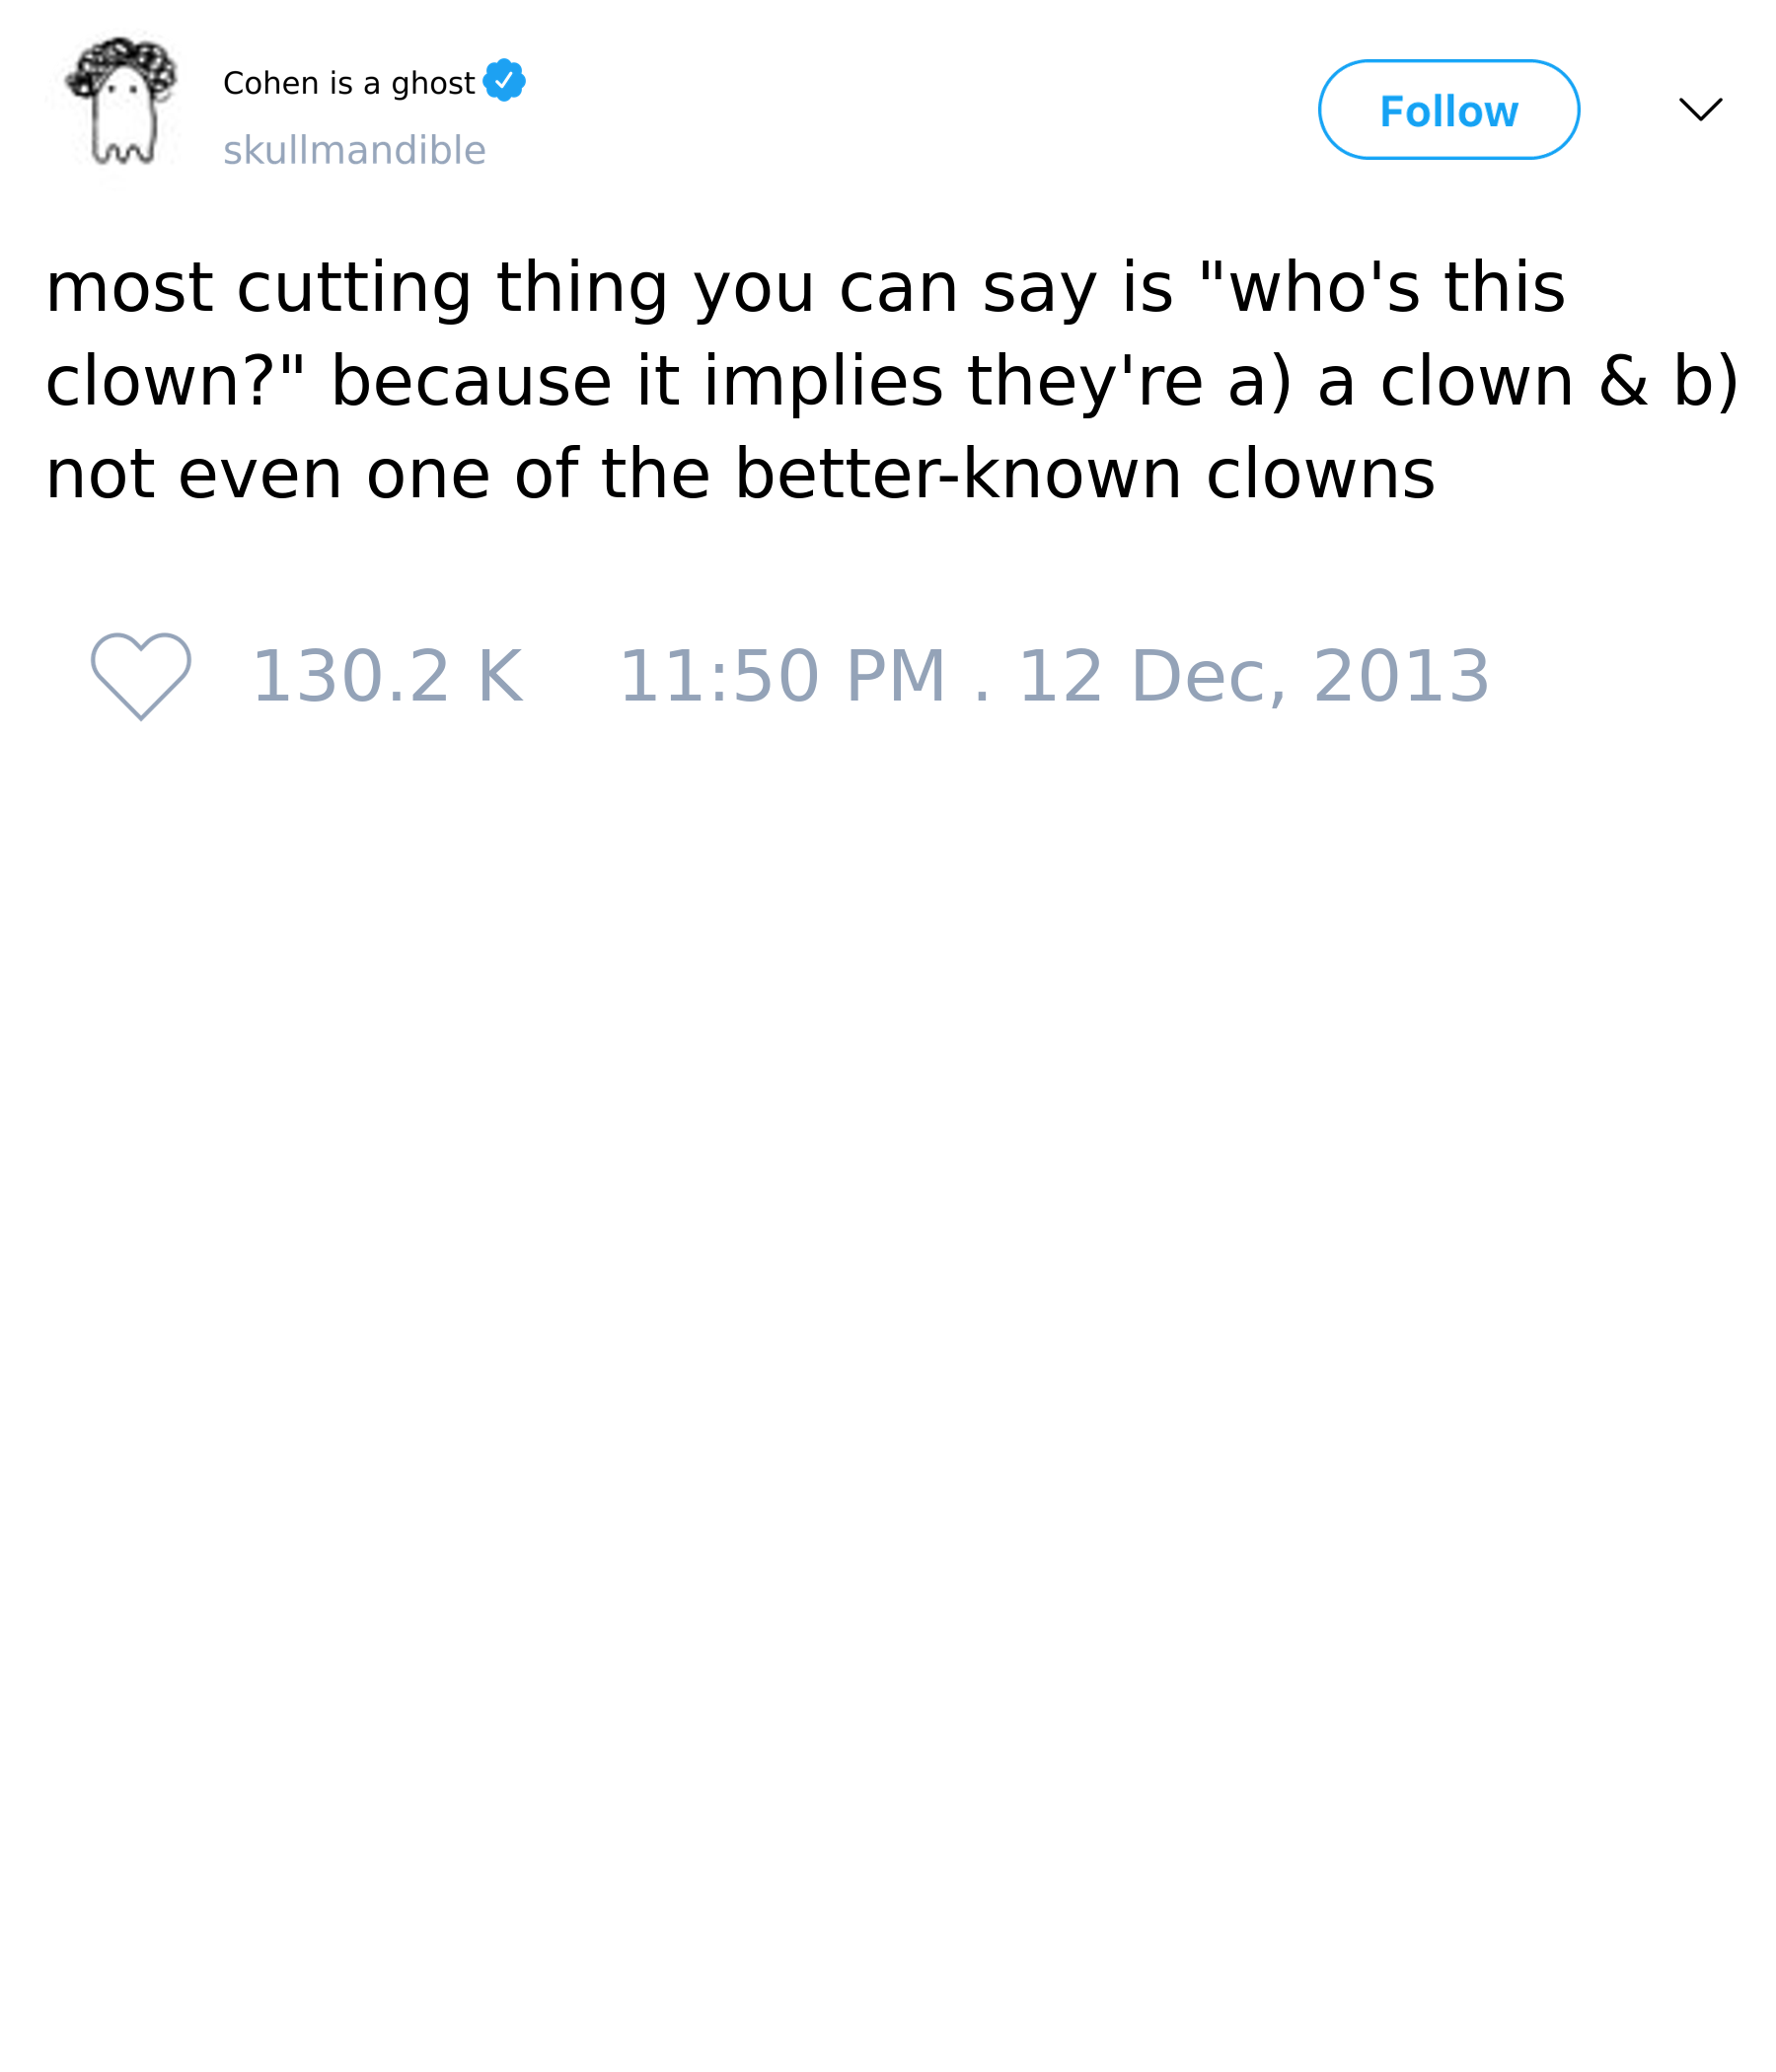 Cohen is a ghost
skullmandible
Follow
most cutting thing you can say is "who's this
clown?" because it implies they're a) a clown & b)
not even one of the better-known clowns
130.2 K 11:50 PM . 12 Dec, 2013